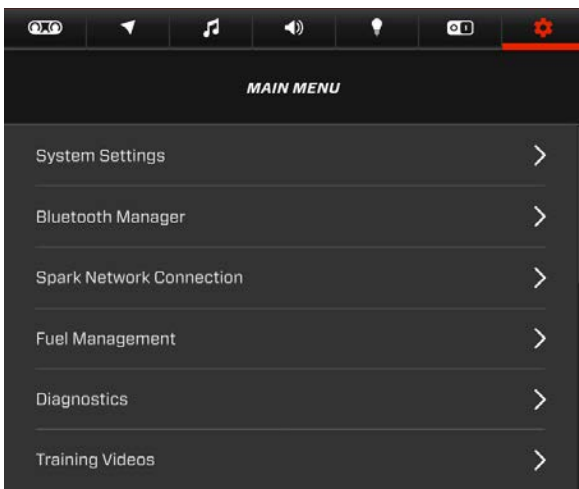 MAIN MENU
System Settings
Bluetooth Manager
Spark Network Connection
Fuel Management
Diagnostics
Training Videos